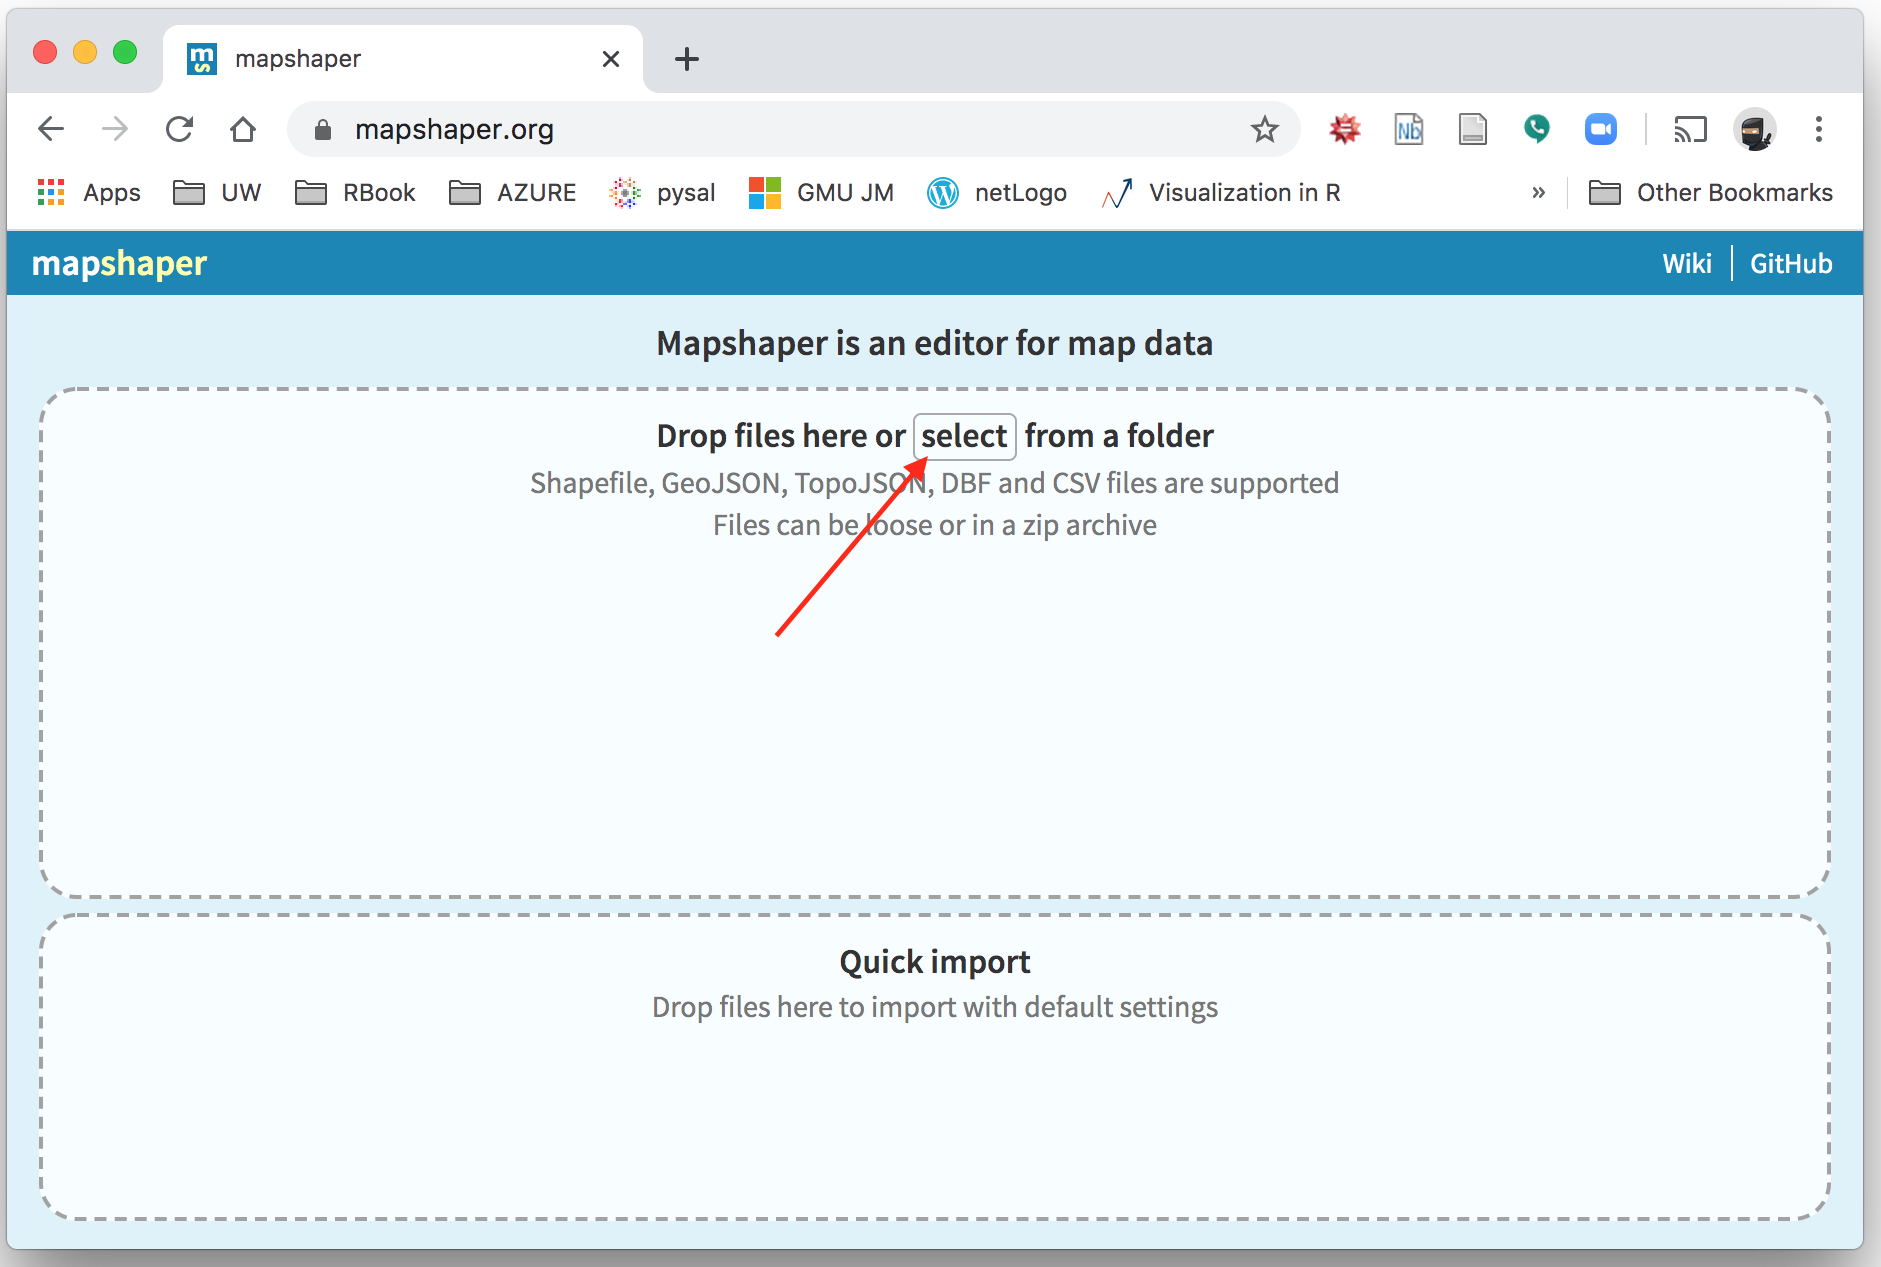 mapshaper
mapshaper.org
Nb
Apps UW RBook AZURE pysal GMU JM netLogo Visualization in R » Other Bookmarks
mapshaper Wiki GitHub
Mapshaper is an editor for map data
Drop files here or select from a folder
Shapefile, GeoJSON, TopoJSON, DBF and CSV files are supported
Files can be loose or in a zip archive
Quick import
Drop files here to import with default settings